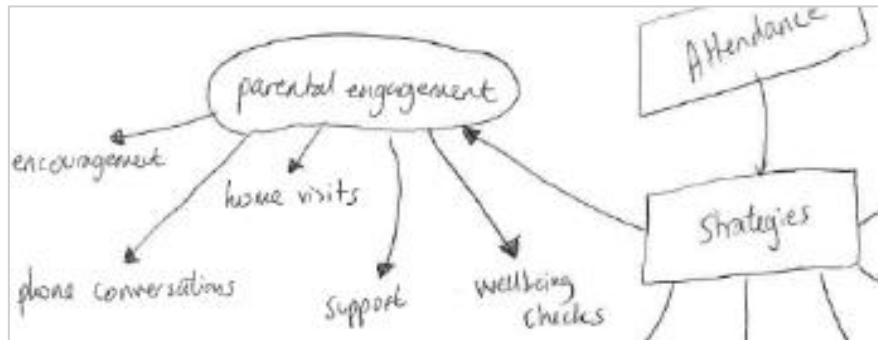 Attendance
parental engagement
encouragement
home visits
Strategies
phone conversations
support
wellbeing
checks